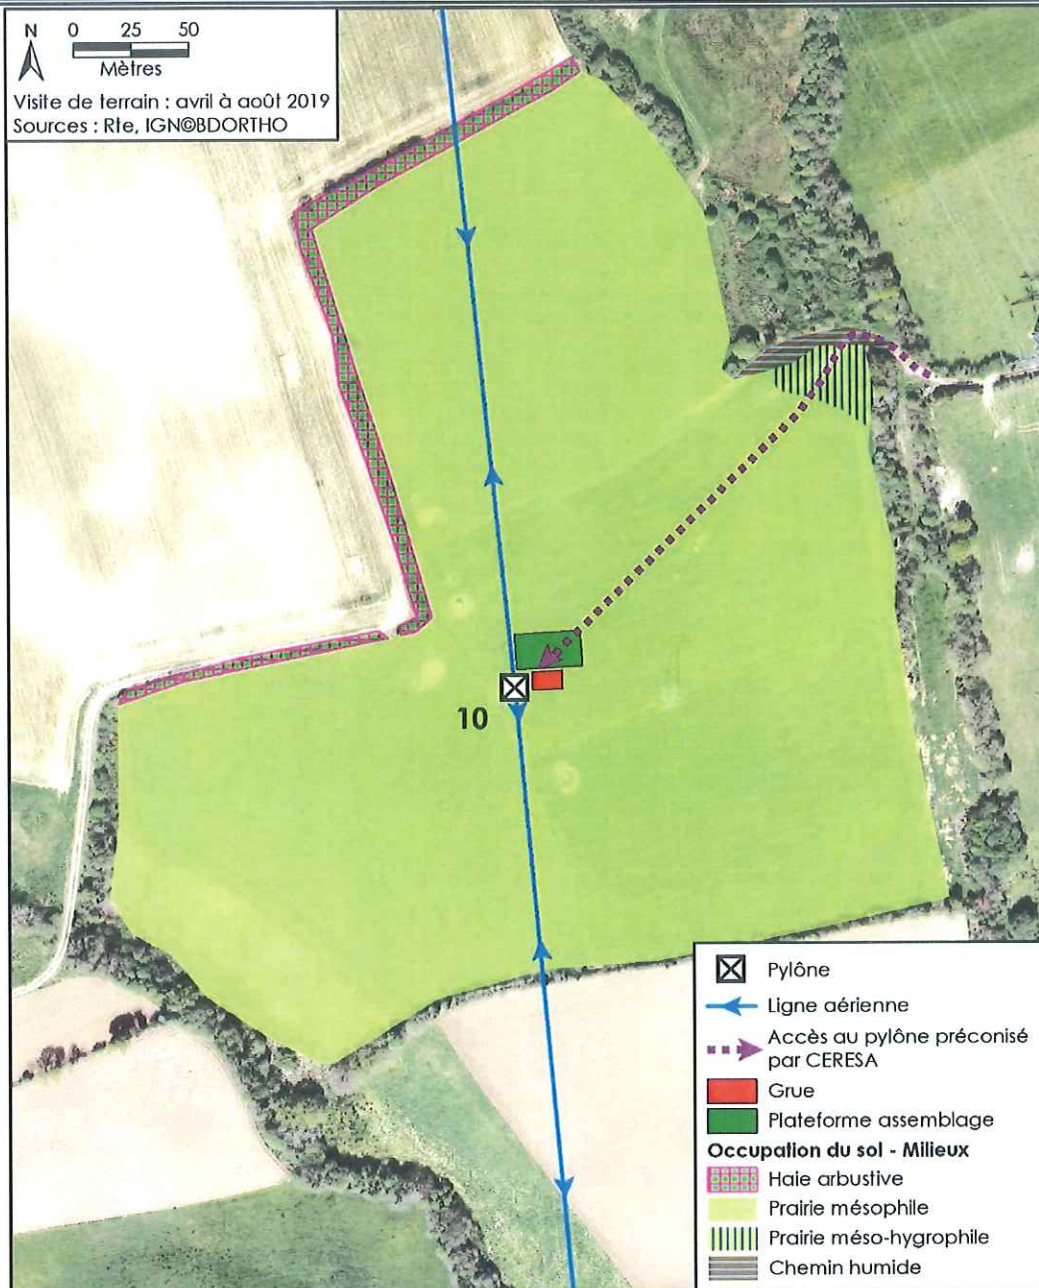 N
0 25 50
Mètres
Visite de terrain : avril à août 2019
Sources : Rte, IGN©BDORTHO
10
Pylône
Ligne aérienne
Accès au pylône préconisé
par CERESA
Grue
Plateforme assemblage
Occupation du sol - Milieux
Haie arbustive
Prairie mésophile
Prairie méso-hygrophile
Chemin humide